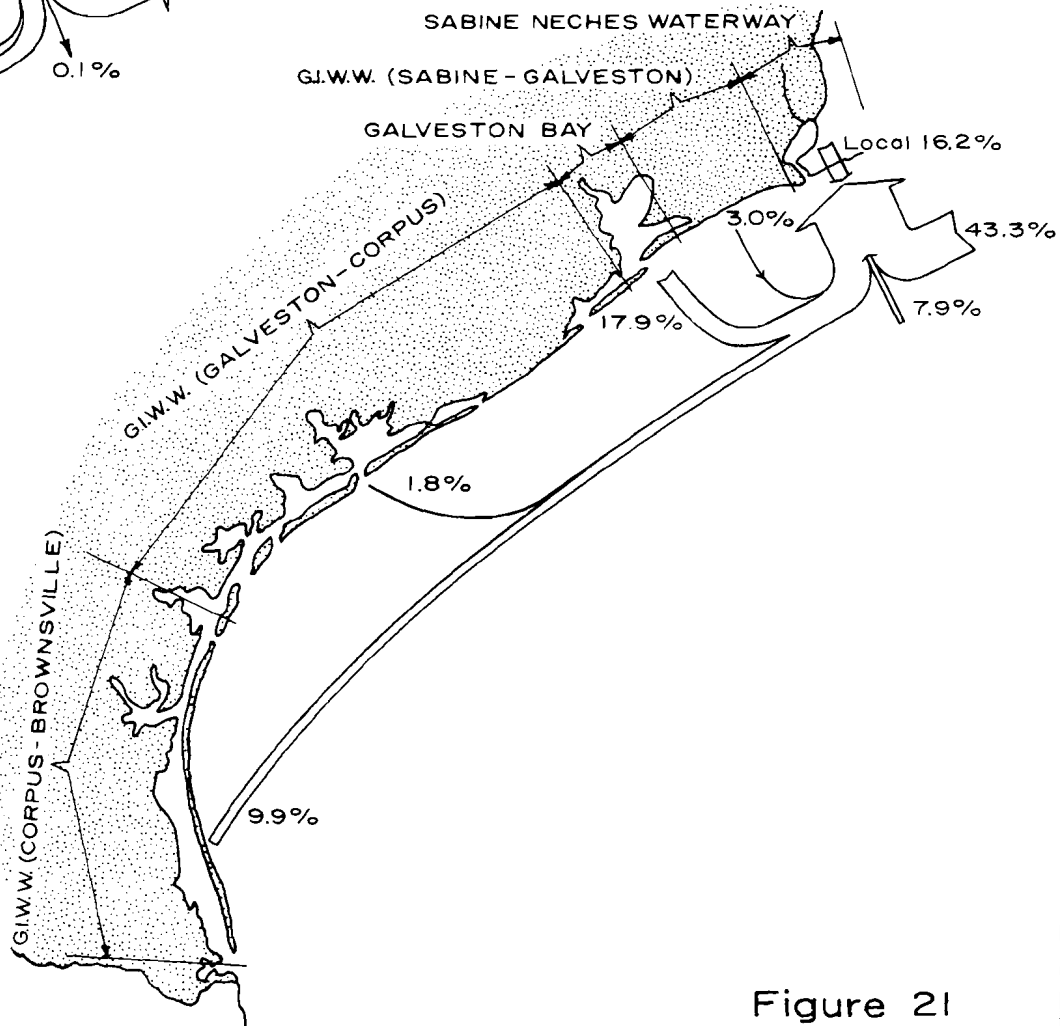 SABINE NECHES WATERWAY
0.1%
G.I.W.W. (SABINE-GALVESTON)
GALVESTON BAY
Local 16.2%
3.0%
43.3%
G.I.W.W. (GALVESTON-CORPUS)
7.9%
17.9%
1.8%
G.I.W.W. (CORPUS-BROWNSVILLE)
9.9%
Figure 21